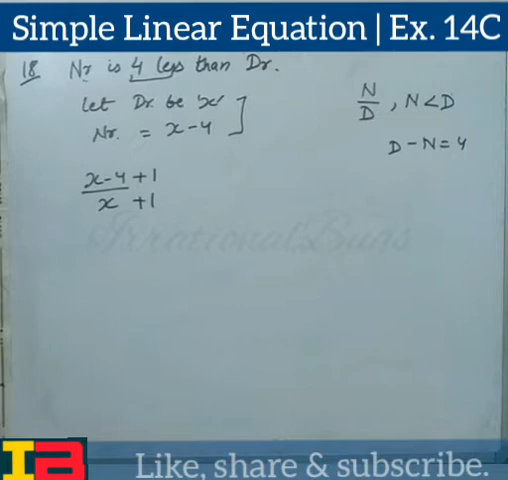 Simple Linear Equation | Ex. 14C
18 Nr is 4 less than Dr.
let Dr. be 'x'
Nr. = x-4
N/D , N<D
D-N=4
x-4+1
x +1
IrrationalBugs
IB
Like, share & subscribe.